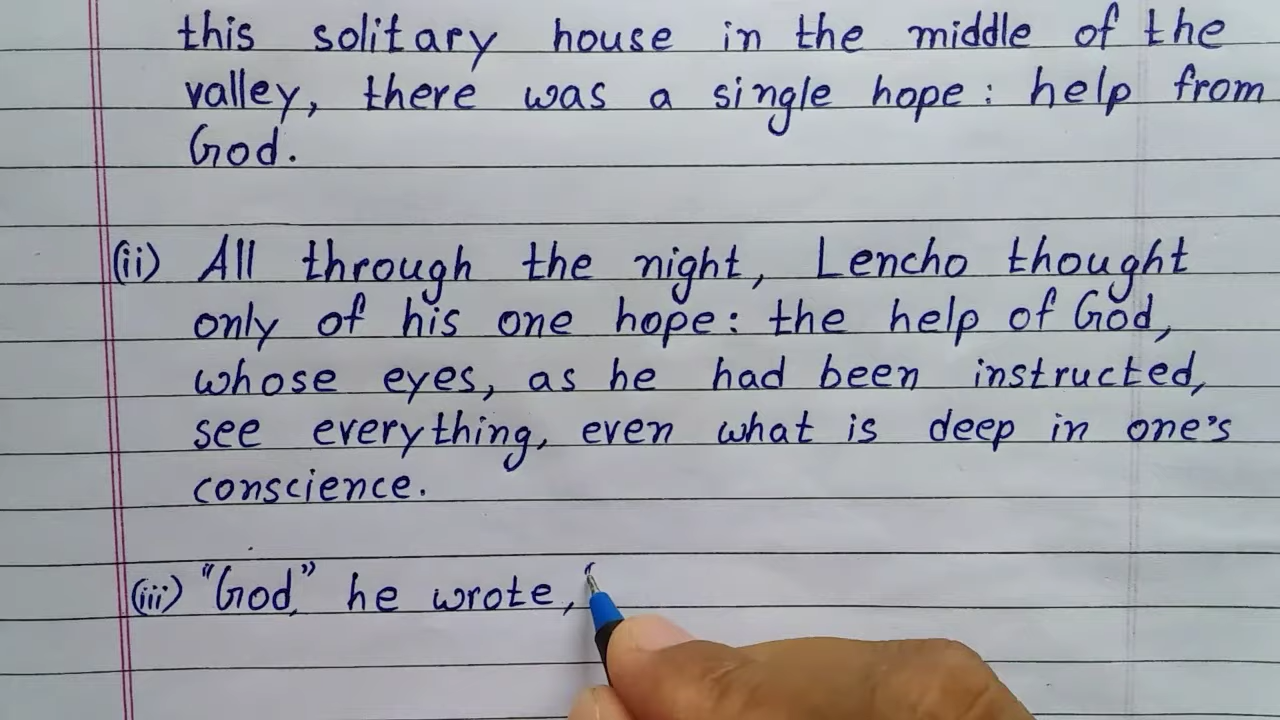 this solitary house in the middle of the
valley, there was a single hope: help from
God.
(ii) All through the night, Lencho thought
only of his one hope: the help of God,
whose eyes, as he had been instructed,
see everything, even what is deep in one's
conscience.
(iii) "God," he wrote, "